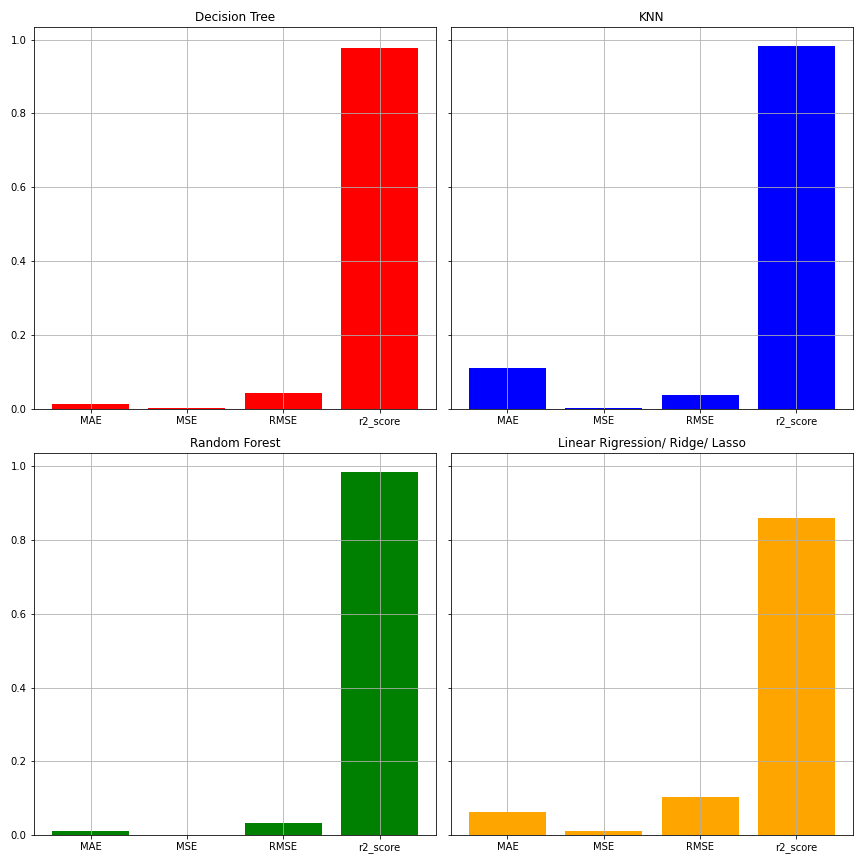 Decision Tree
KNN
1.0
0.8
0.6
0.4
0.2
0.0
MAE MSE RMSE r2_score
MAE MSE RMSE r2_score
Random Forest
Linear Rigression/ Ridge/ Lasso
1.0
0.8
0.6
0.4
0.2
0.0
MAE MSE RMSE r2_score
MAE MSE RMSE r2_score